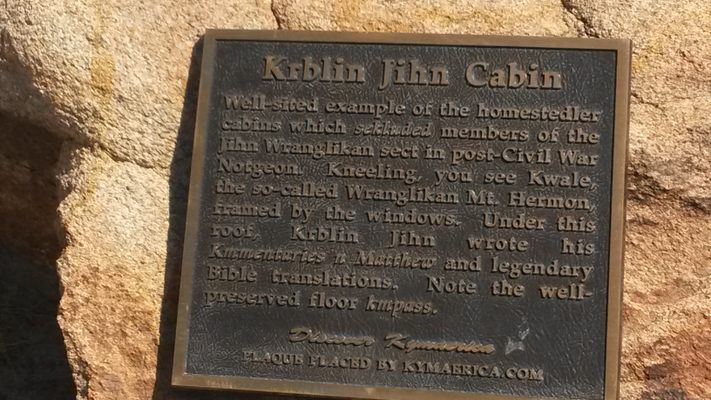 Krblin Jihn Cabin
Well-sited example of the homestedler
cabins which sekluded members of the
Jihn Wranglikan sect in post-Civil War
Notgeon. Kneeling, you see Kwale,
the so-called Wranglikan Mt. Hermon,
framed by the windows. Under this
roof, Krblin Jihn wrote his
Kmmenturies n Matthew and legendary
Bible translations. Note the well-
preserved floor kmpass.
Discover Kymaerica
PLAQUE PLACED BY KYMAERICA.COM